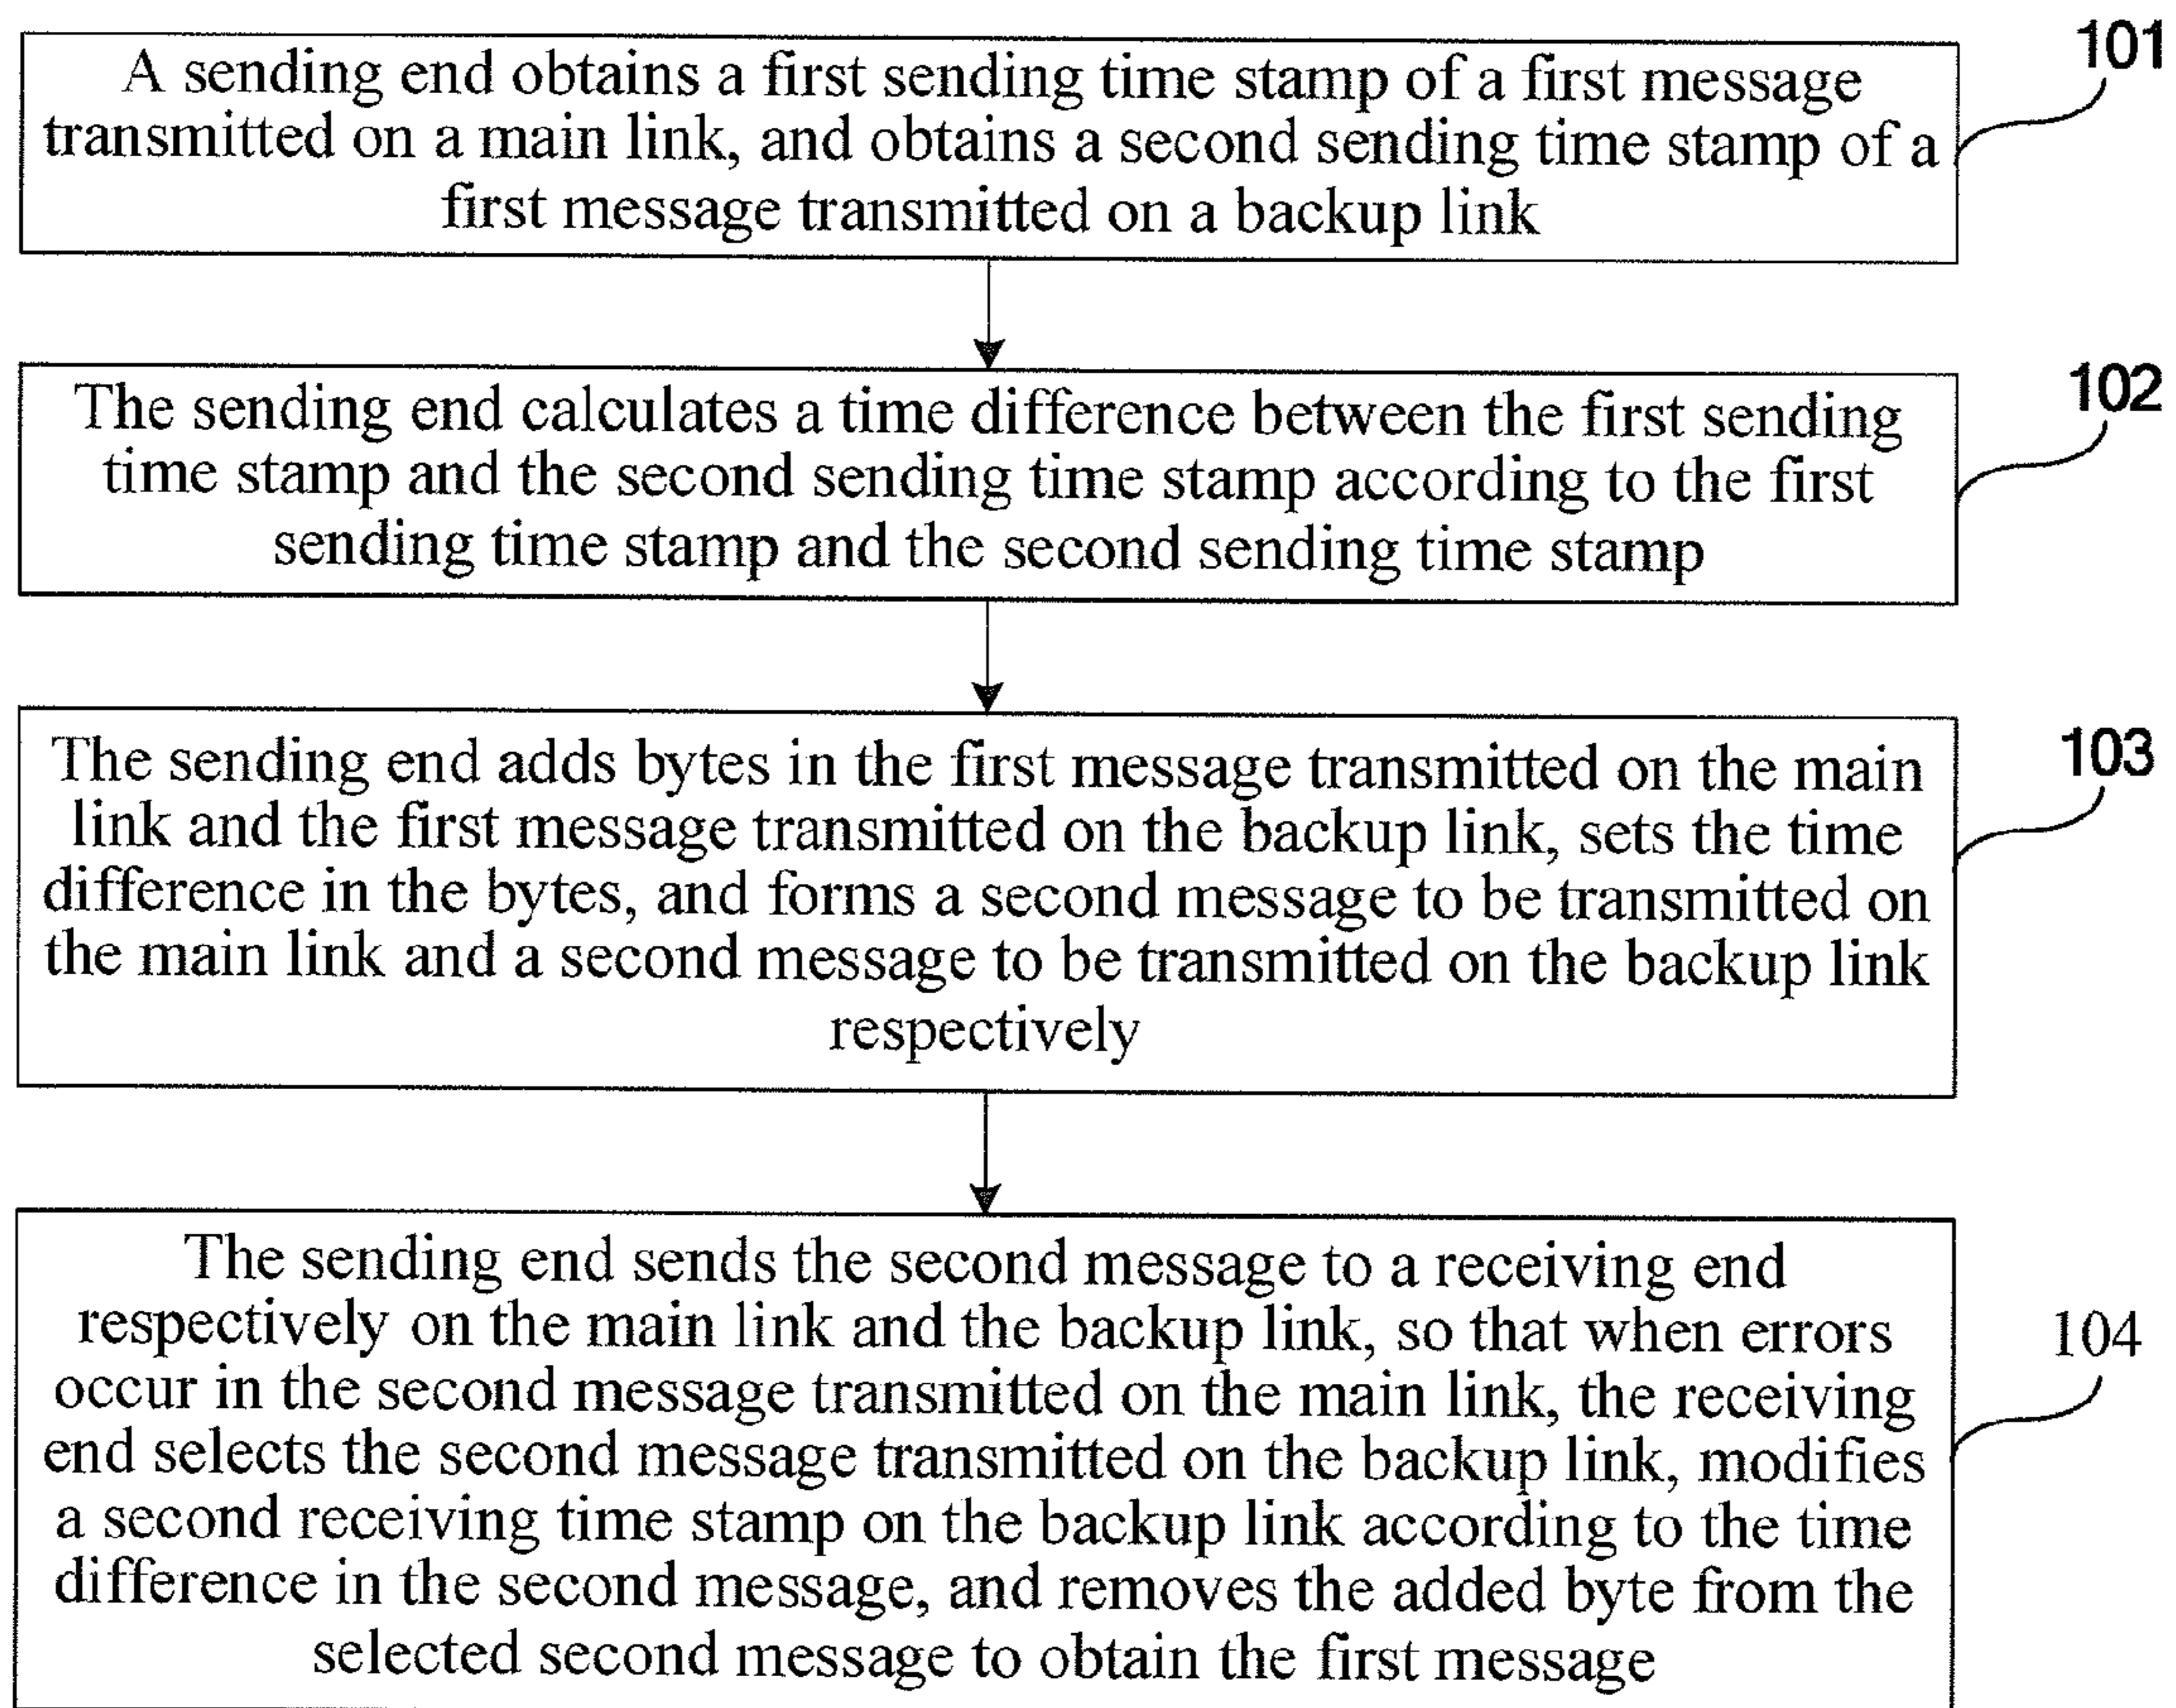 101
A sending end obtains a first sending time stamp of a first message
transmitted on a main link, and obtains a second sending time stamp of a
first message transmitted on a backup link
102
The sending end calculates a time difference between the first sending
time stamp and the second sending time stamp according to the first
sending time stamp and the second sending time stamp
103
The sending end adds bytes in the first message transmitted on the main
link and the first message transmitted on the backup link, sets the time
difference in the bytes, and forms a second message to be transmitted on
the main link and a second message to be transmitted on the backup link
respectively
The sending end sends the second message to a receiving end
respectively on the main link and the backup link, so that when errors
104
occur in the second message transmitted on the main link, the receiving
end selects the second message transmitted on the backup link, modifies
a second receiving time stamp on the backup link according to the time
difference in the second message, and removes the added byte from the
selected second message to obtain the first message